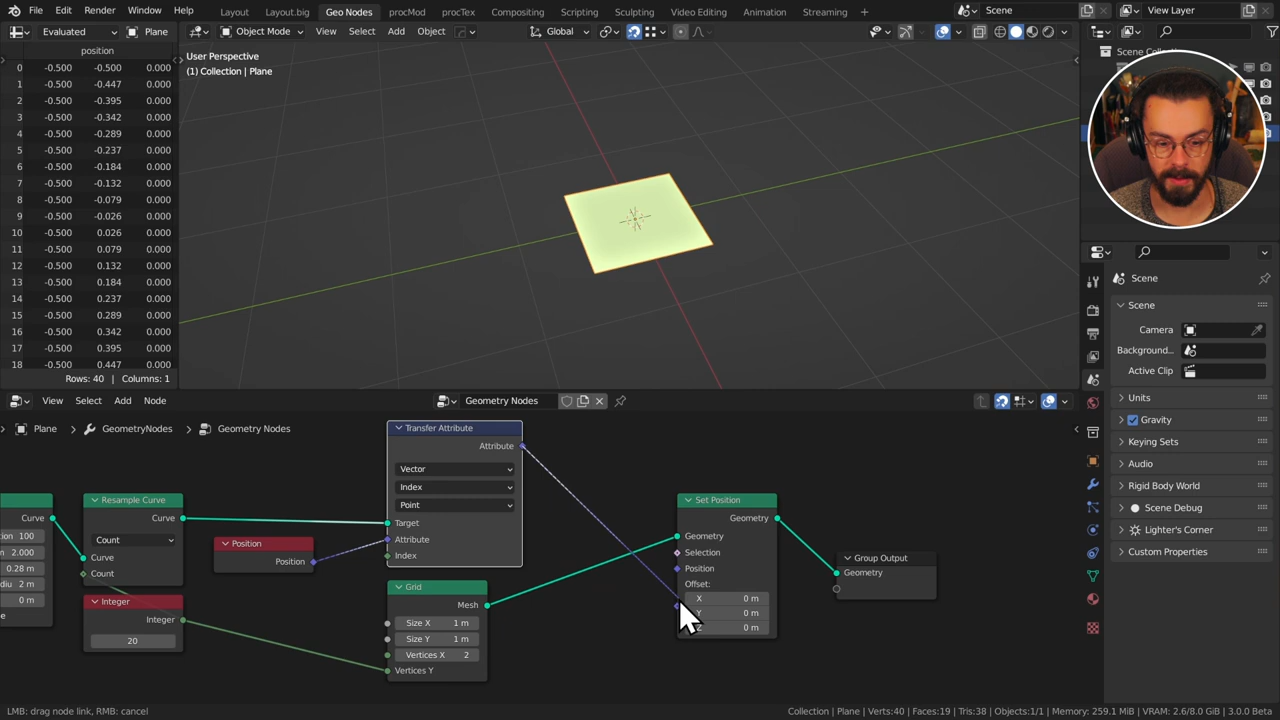 File Edit Render Window Help Layout Layout.big Geo Nodes procMod procTex Compositing Scripting Sculpting Video Editing Animation Streaming + Scene View Layer
Evaluated Plane Object Mode View Select Add Object Global
position
0 -0.500 -0.500 0.000
1 -0.500 -0.447 0.000
2 -0.500 -0.395 0.000
3 -0.500 -0.342 0.000
4 -0.500 -0.289 0.000
5 -0.500 -0.237 0.000
6 -0.500 -0.184 0.000
7 -0.500 -0.132 0.000
8 -0.500 -0.079 0.000
9 -0.500 -0.026 0.000
10 -0.500 0.026 0.000
11 -0.500 0.079 0.000
12 -0.500 0.132 0.000
13 -0.500 0.184 0.000
14 -0.500 0.237 0.000
15 -0.500 0.289 0.000
16 -0.500 0.342 0.000
17 -0.500 0.395 0.000
18 -0.500 0.447 0.000
Rows: 40 | Columns: 1
User Perspective
(1) Collection | Plane
Scene
Scene
Camera
Background...
Active Clip
Units
Gravity
Keying Sets
Audio
Rigid Body World
Scene Debug
Lighter's Corner
Custom Properties
View Select Add Node Geometry Nodes
Plane GeometryNodes Geometry Nodes
Curve
100
2.000
0.28 m
2 m
0 m
Resample Curve
Curve
Count
Curve
Count
Integer
Integer
20
Position
Position
Transfer Attribute
Attribute
Vector
Index
Point
Target
Attribute
Index
Grid
Mesh
Size X 1 m
Size Y 1 m
Vertices X 2
Vertices Y
Set Position
Geometry
Geometry
Selection
Position
Offset:
X 0 m
Y 0 m
Z 0 m
Group Output
Geometry
LMB: drag node link, RMB: cancel
Collection | Plane | Verts:40 | Faces:19 | Tris:38 | Objects:1/1 | Memory: 259.1 MiB | VRAM: 2.6/8.0 GiB | 3.0.0 Beta